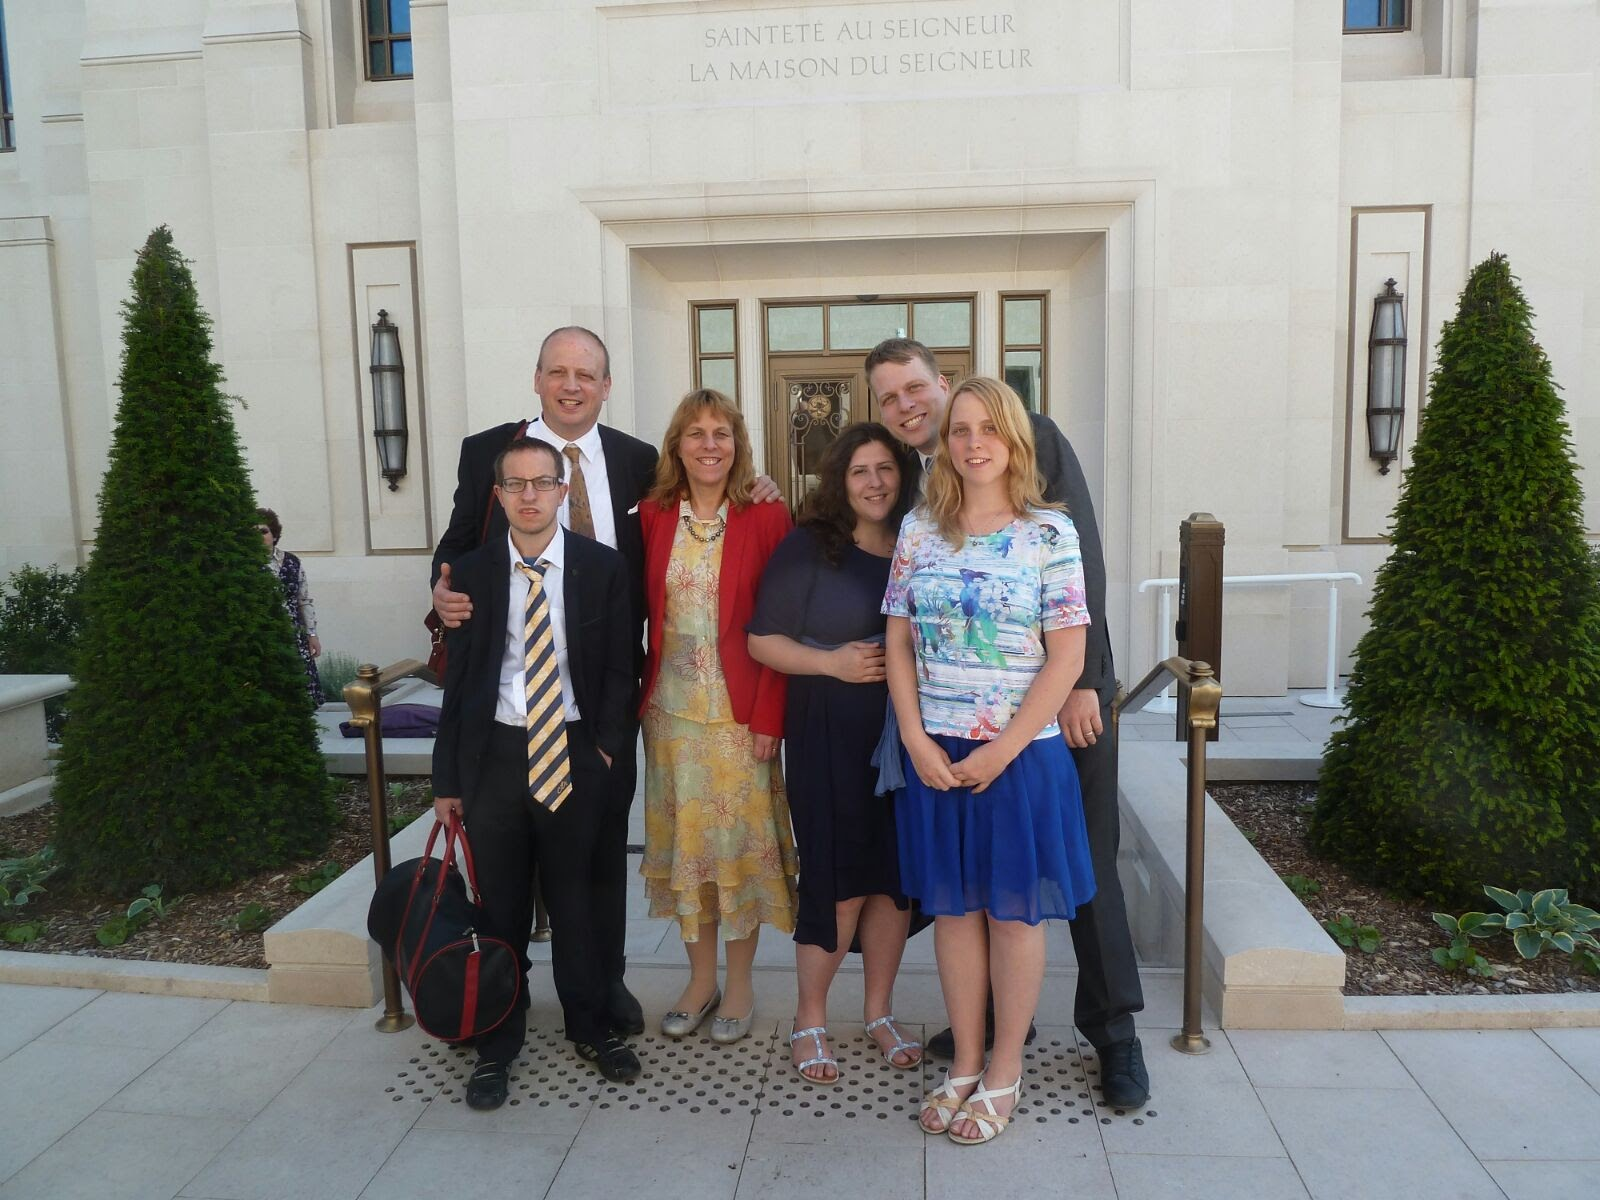 SAINTETÉ AU SEIGNEUR
LA MAISON DU SEIGNEUR